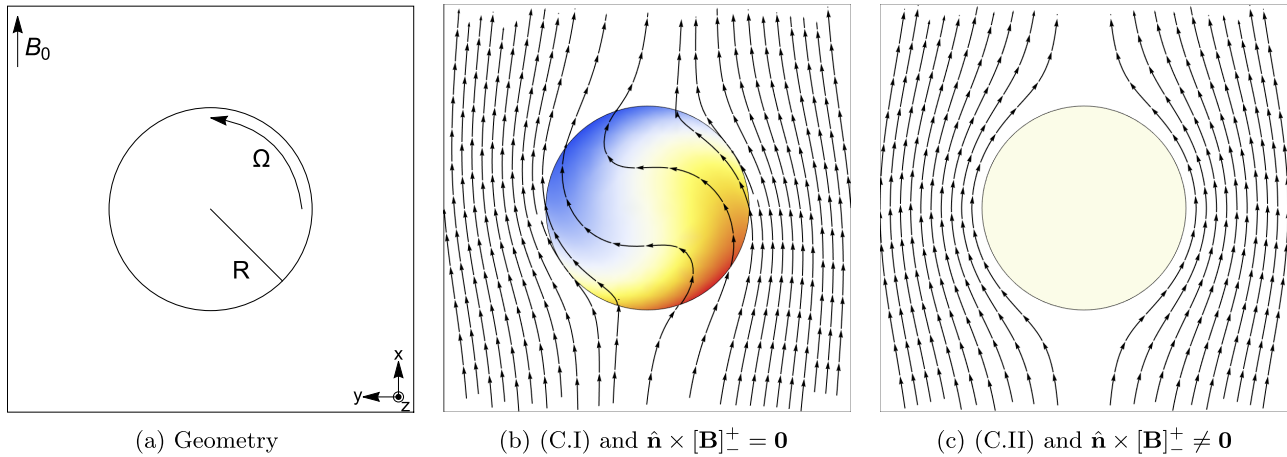 B₀
Ω
R
x
y
z
(a) Geometry
(b) (C.I) and n̂ × [B]⁺₋ = 0
(c) (C.II) and n̂ × [B]⁺₋ ≠ 0